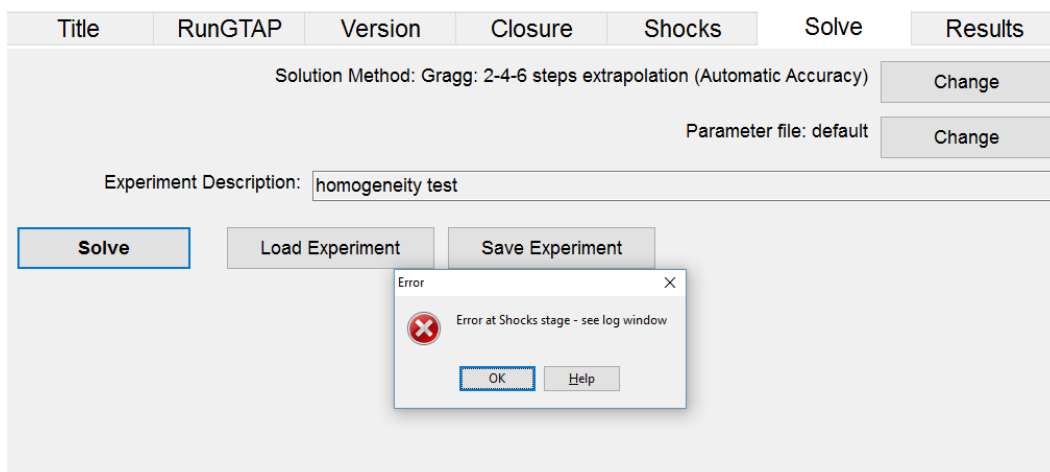 Title RunGTAP Version Closure Shocks Solve Results
Solution Method: Gragg: 2-4-6 steps extrapolation (Automatic Accuracy) Change
Parameter file: default Change
Experiment Description: homogeneity test
Solve Load Experiment Save Experiment
Error
Error at Shocks stage - see log window
OK Help